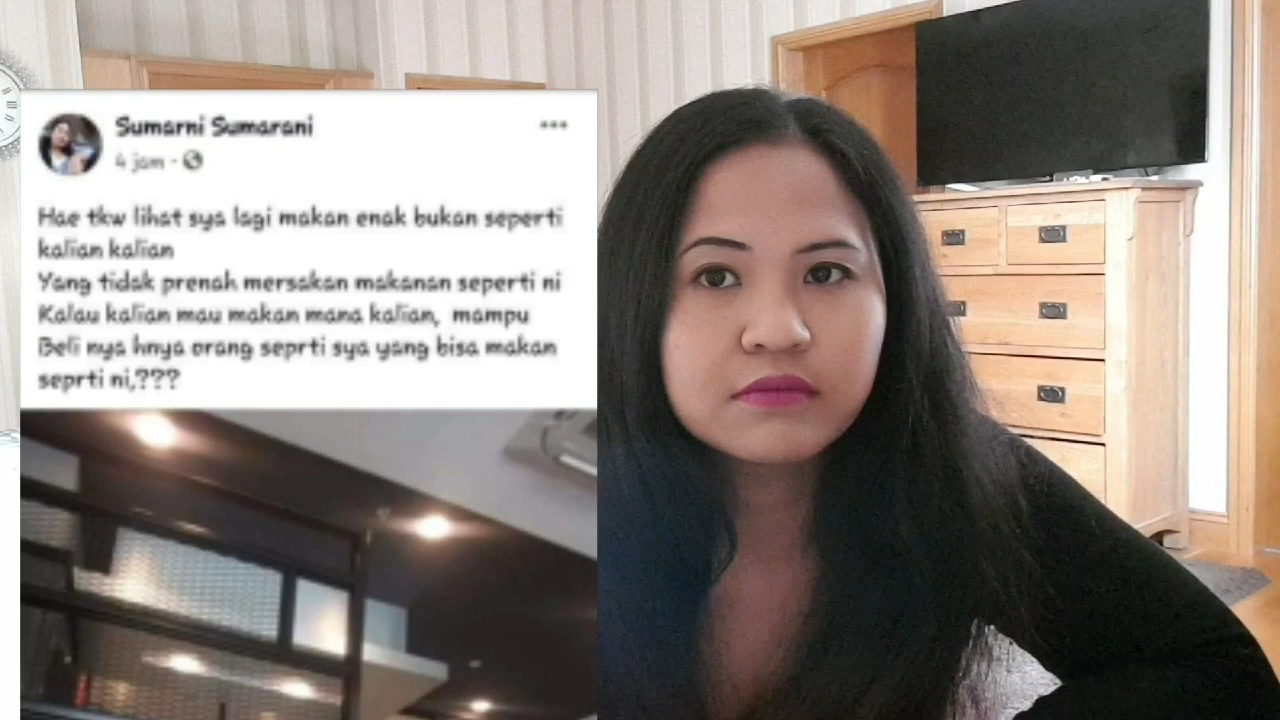 Sumarni Sumarani
4 jam
Hae tkw lihat sya lagi makan enak bukan seperti
kalian kalian
Yang tidak prenah mersakan makanan seperti ni
Kalau kalian mau makan mana kalian, mampu
Beli nya hnya orang seprti sya yang bisa makan
seprti ni,???